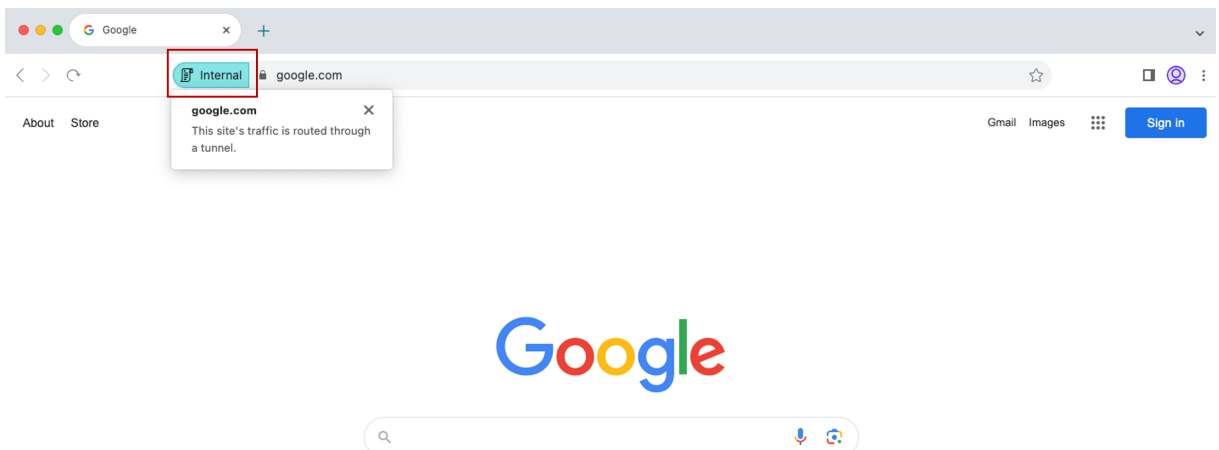 Google
Internal google.com
google.com
This site's traffic is routed through
a tunnel.
About Store
Gmail Images
Sign in
Google